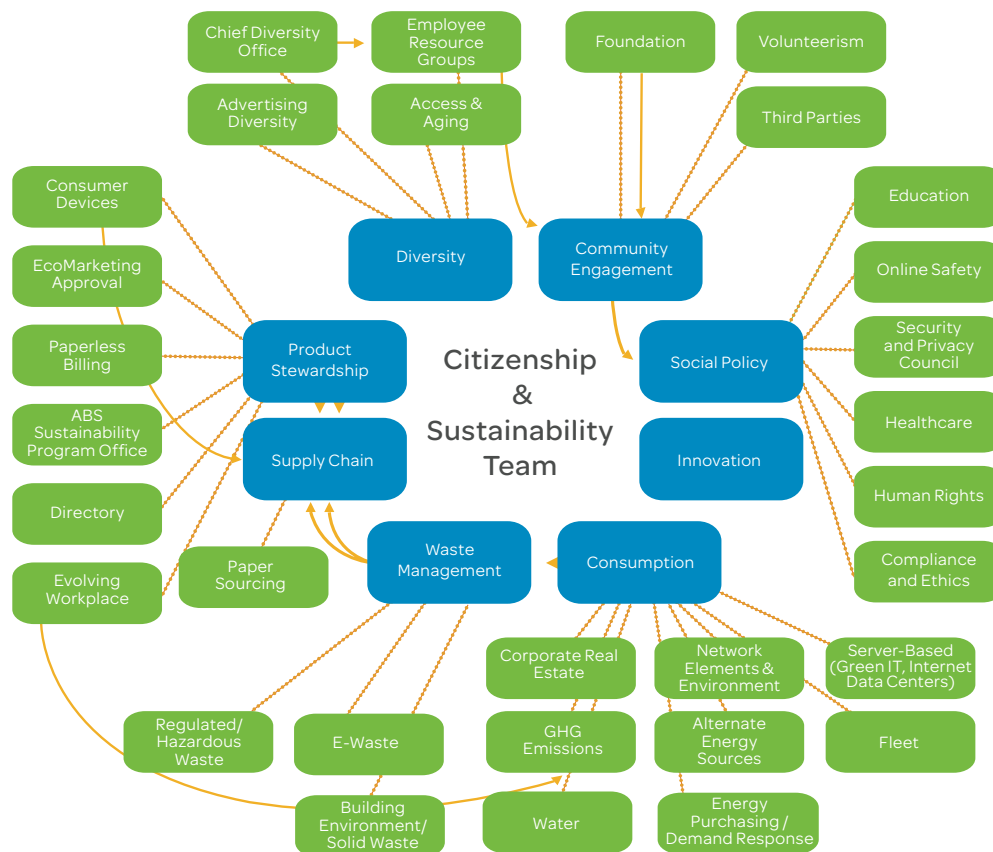 Chief Diversity
Office
Employee
Resource
Groups
Foundation
Volunteerism
Advertising
Diversity
Access &
Aging
Third Parties
Consumer
Devices
Education
Diversity
Community
Engagement
EcoMarketing
Approval
Online Safety
Paperless
Billing
Product
Stewardship
Citizenship
&
Sustainability
Team
Social Policy
Security
and Privacy
Council
ABS
Sustainability
Program Office
Supply Chain
Innovation
Healthcare
Directory
Human Rights
Evolving
Workplace
Paper
Sourcing
Waste
Management
Consumption
Compliance
and Ethics
Corporate Real
Estate
Network
Elements &
Environment
Server-Based
(Green IT, Internet
Data Centers)
Regulated/
Hazardous
Waste
E-Waste
GHG
Emissions
Alternate
Energy
Sources
Fleet
Building
Environment/
Solid Waste
Water
Energy
Purchasing /
Demand Response